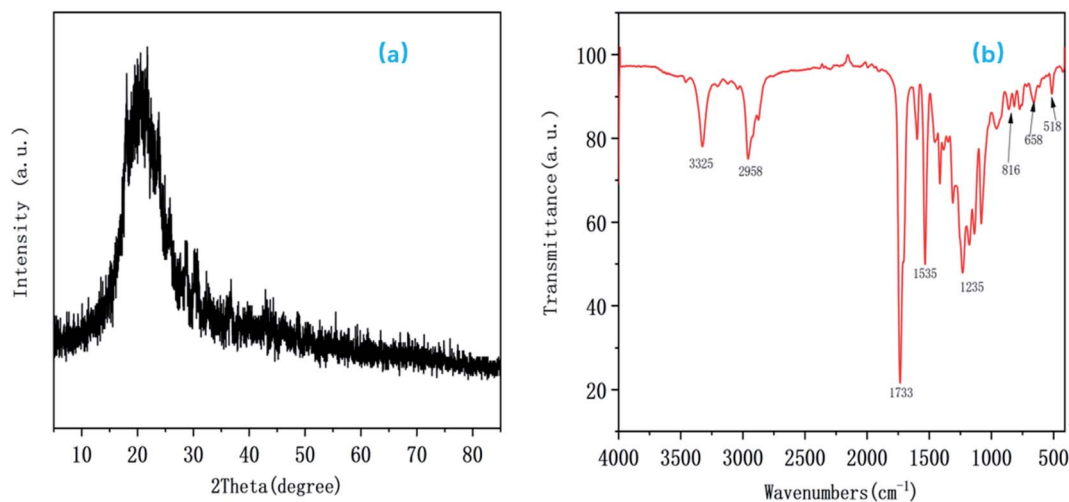 (a)
Intensity (a.u.)
10 20 30 40 50 60 70 80
2Theta(degree)
(b)
Transmittance(a.u.)
100
80
60
40
20
3325
2958
1733
1535
1235
816
658
518
4000 3500 3000 2500 2000 1500 1000 500
Wavenumbers(cm⁻¹)